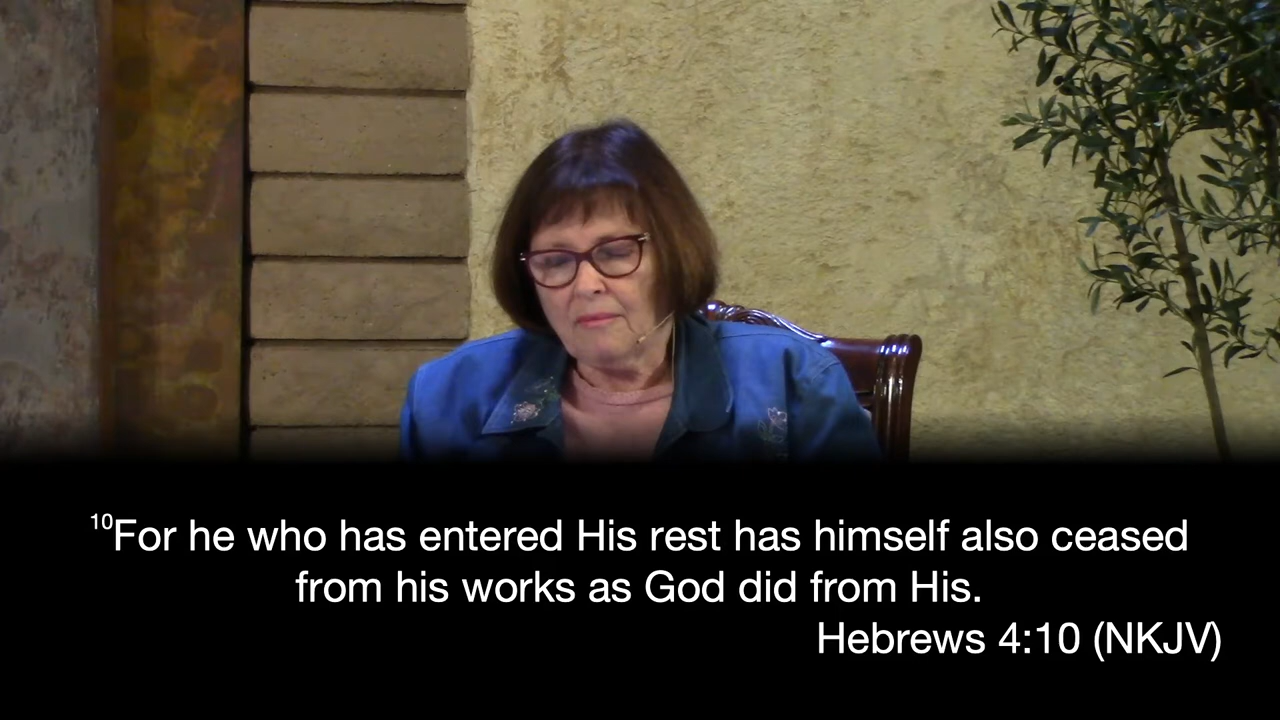 10For he who has entered His rest has himself also ceased
from his works as God did from His.
Hebrews 4:10 (NKJV)